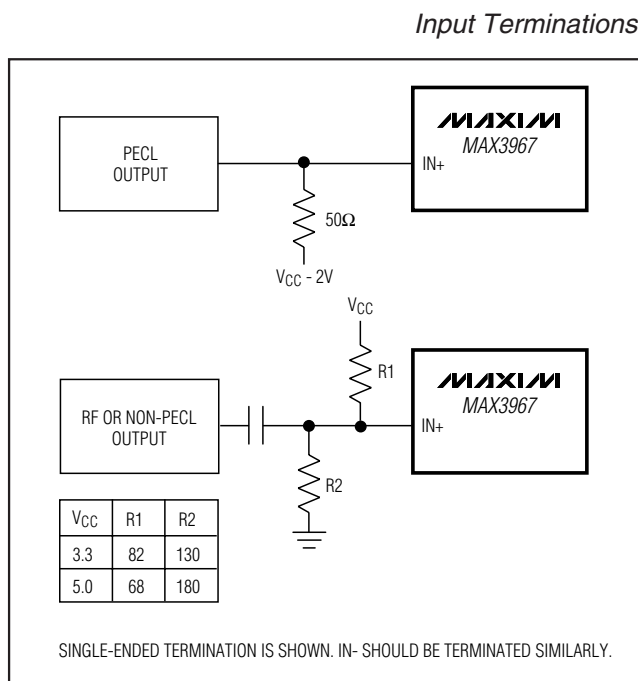 Input Terminations
PECL
OUTPUT
MAXIM
MAX3967
IN+
50Ω
VCC - 2V
VCC
R1
RF OR NON-PECL
OUTPUT
MAXIM
MAX3967
IN+
R2
VCC R1 R2
3.3 82 130
5.0 68 180
SINGLE-ENDED TERMINATION IS SHOWN. IN- SHOULD BE TERMINATED SIMILARLY.